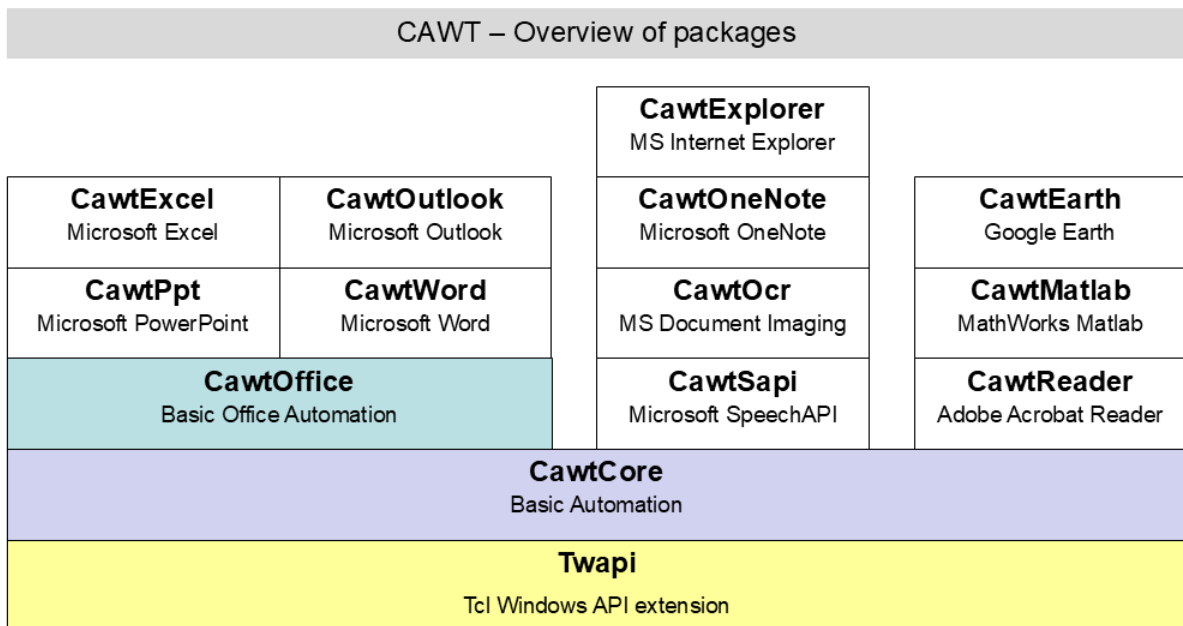 CAWT – Overview of packages
CawtExplorer
MS Internet Explorer
CawtExcel
Microsoft Excel
CawtOutlook
Microsoft Outlook
CawtOneNote
Microsoft OneNote
CawtEarth
Google Earth
CawtPpt
Microsoft PowerPoint
CawtWord
Microsoft Word
CawtOcr
MS Document Imaging
CawtMatlab
MathWorks Matlab
CawtOffice
Basic Office Automation
CawtSapi
Microsoft SpeechAPI
CawtReader
Adobe Acrobat Reader
CawtCore
Basic Automation
Twapi
Tcl Windows API extension